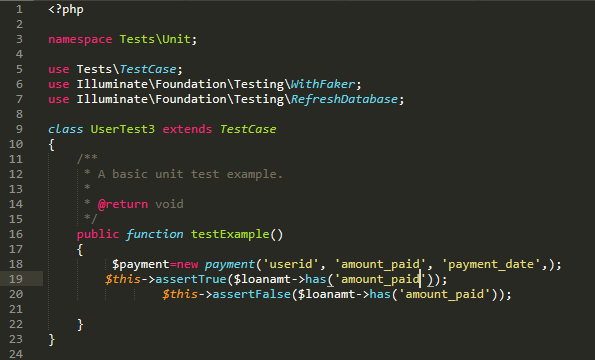 1 <?php
2
3 namespace Tests\Unit;
4
5 use Tests\TestCase;
6 use Illuminate\Foundation\Testing\WithFaker;
7 use Illuminate\Foundation\Testing\RefreshDatabase;
8
9 class UserTest3 extends TestCase
10 {
11     /**
12      * A basic unit test example.
13      *
14      * @return void
15      */
16     public function testExample()
17     {
18         $payment=new payment('userid', 'amount_paid', 'payment_date',);
19        $this->assertTrue($loanamt->has('amount_paid'));
20               $this->assertFalse($loanamt->has('amount_paid'));
21
22     }
23 }
24